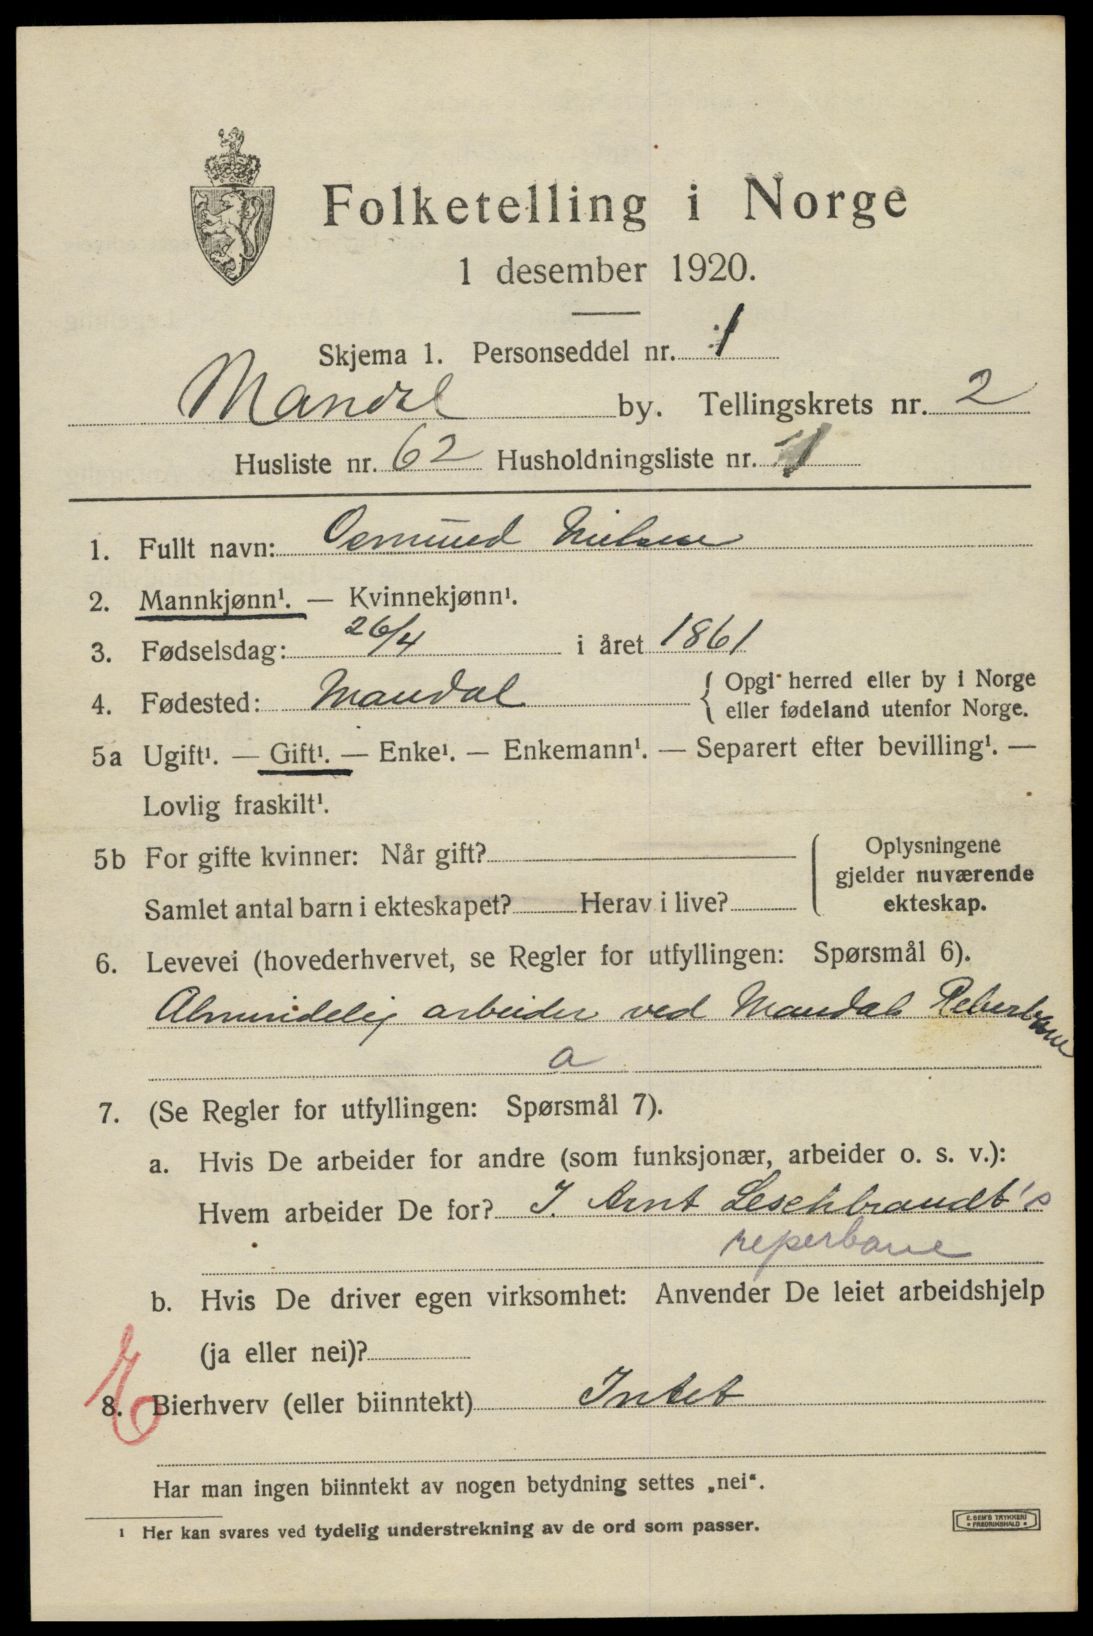 Folketelling i Norge
1 desember 1920.
Skjema 1. Personseddel nr. 1
Mandal by. Tellingskrets nr. 2
Husliste nr. 62 Husholdningsliste nr. 1
1. Fullt navn: Osmund Nielsen
2. Mannkjønn¹. — Kvinnekjønn¹.
3. Fødselsdag: 26/4 i året 1861
4. Fødested: Mandal { Opgi herred eller by i Norge
eller fødeland utenfor Norge.
5a Ugift¹. — Gift¹. — Enke¹. — Enkemann¹. — Separert efter bevilling¹. —
Lovlig fraskilt¹.
5b For gifte kvinner: Når gift?
Samlet antal barn i ekteskapet? Herav i live?
{ Oplysningene
gjelder nuværende
ekteskap.
6. Levevei (hovederhvervet, se Regler for utfyllingen: Spørsmål 6).
Almindelig arbeider ved Mandals Reberbane
a
7. (Se Regler for utfyllingen: Spørsmål 7).
a. Hvis De arbeider for andre (som funksjonær, arbeider o. s. v.):
Hvem arbeider De for? J. Arnt Leschbrandt's
reperbane
b. Hvis De driver egen virksomhet: Anvender De leiet arbeidshjelp
(ja eller nei)?
8. Bierhverv (eller biinntekt) Intet
Har man ingen biinntekt av nogen betydning settes „nei“.
¹ Her kan svares ved tydelig understrekning av de ord som passer.
E. SEM'S TRYKKERI
• FREDRIKSHALD •